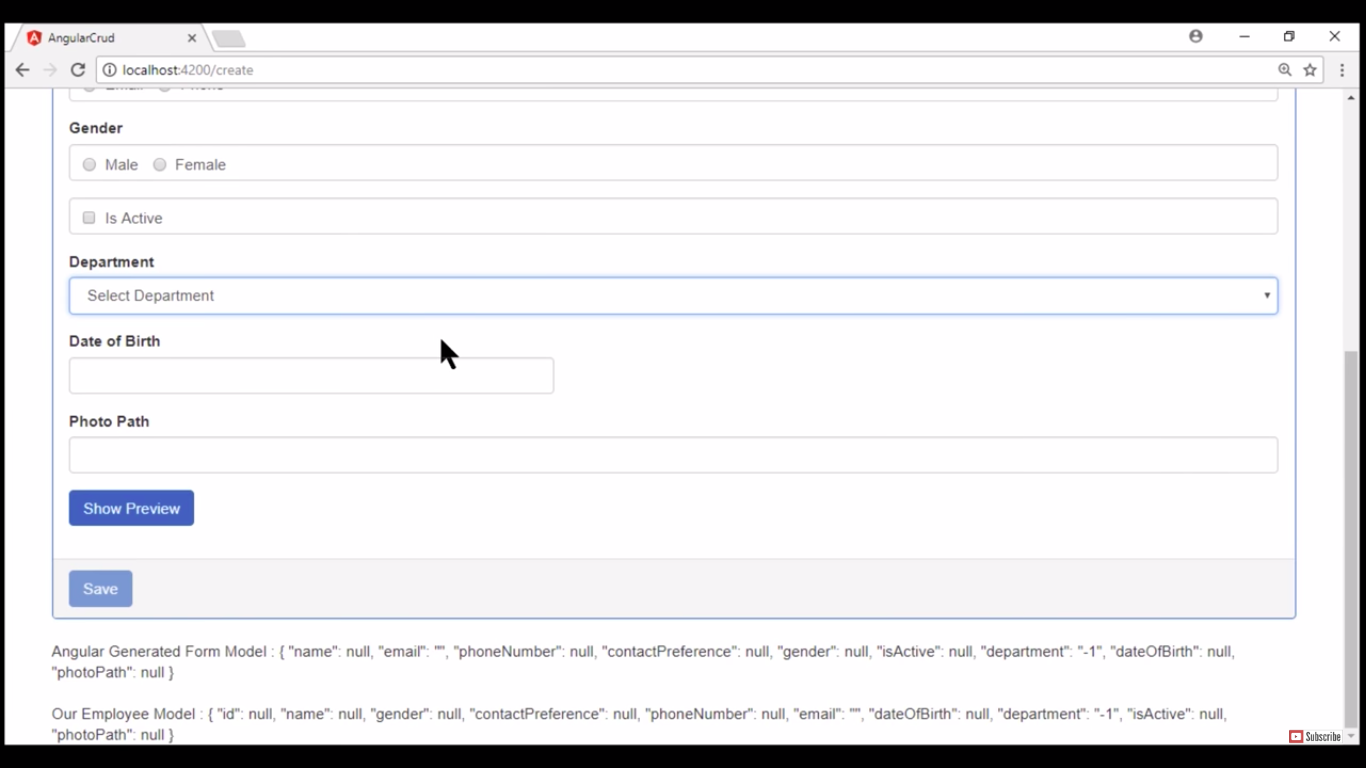 AngularCrud
localhost:4200/create
Email Phone
Gender
Male Female
Is Active
Department
Select Department
Date of Birth
Photo Path
Show Preview
Save
Angular Generated Form Model : { "name": null, "email": "", "phoneNumber": null, "contactPreference": null, "gender": null, "isActive": null, "department": "-1", "dateOfBirth": null,
"photoPath": null }
Our Employee Model : { "id": null, "name": null, "gender": null, "contactPreference": null, "phoneNumber": null, "email": "", "dateOfBirth": null, "department": "-1", "isActive": null,
"photoPath": null }
Subscribe